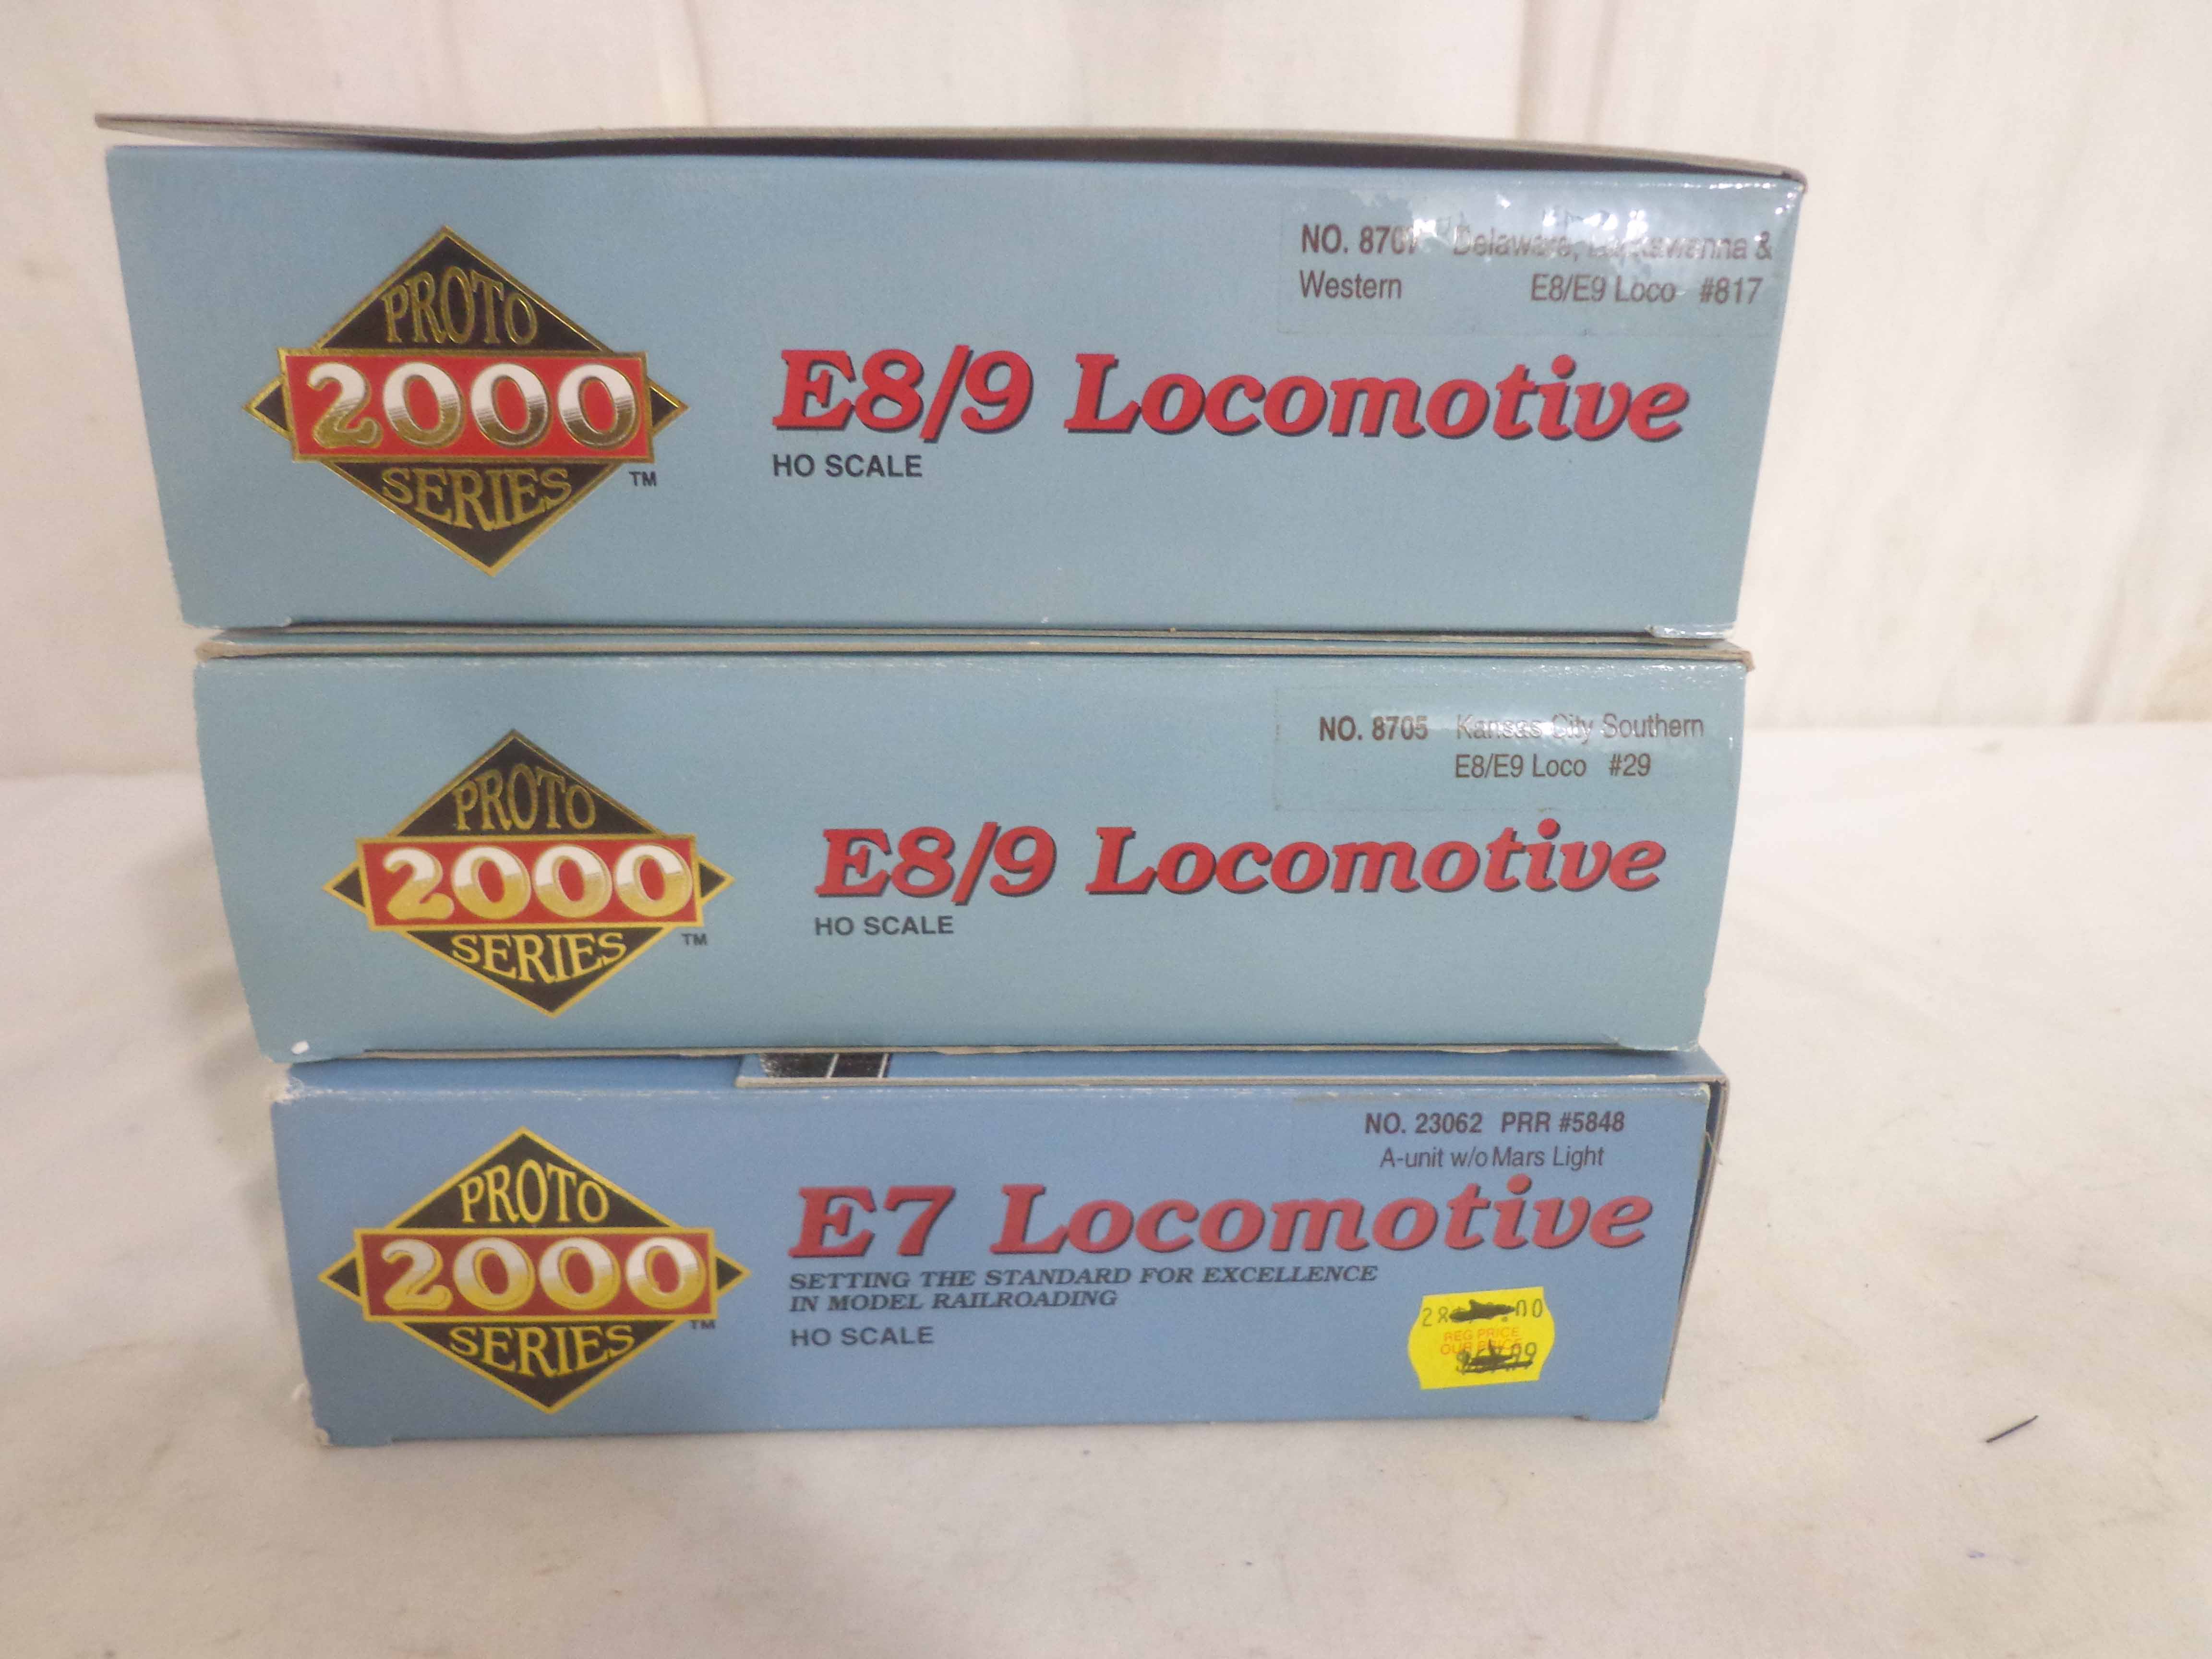 PROTO
2000
SERIES
TM
NO. Delaware, &
Western E8/E9 Loco #817
E8/9 Locomotive
HO SCALE
PROTO
2000
SERIES
TM
NO. 8705 Kansas City Southern
E8/E9 Loco #29
E8/9 Locomotive
HO SCALE
PROTO
2000
SERIES
TM
NO. 23062 PRR #5848
A-unit w/o Mars Light
E7 Locomotive
SETTING THE STANDARD FOR EXCELLENCE
IN MODEL RAILROADING
HO SCALE
REG PRICE
OUR PRICE